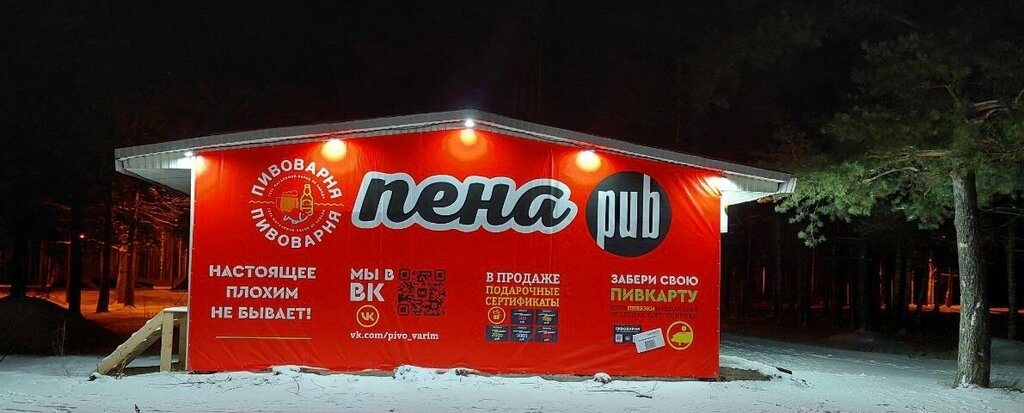 ПИВОВАРНЯ
ПИВОВАРНЯ
пена
pub
НАСТОЯЩЕЕ
ПЛОХИМ
НЕ БЫВАЕТ!
МЫ В
ВК
vk.com/pivo_varim
В ПРОДАЖЕ
ПОДАРОЧНЫЕ
СЕРТИФИКАТЫ
ЗАБЕРИ СВОЮ
ПИВКАРТУ